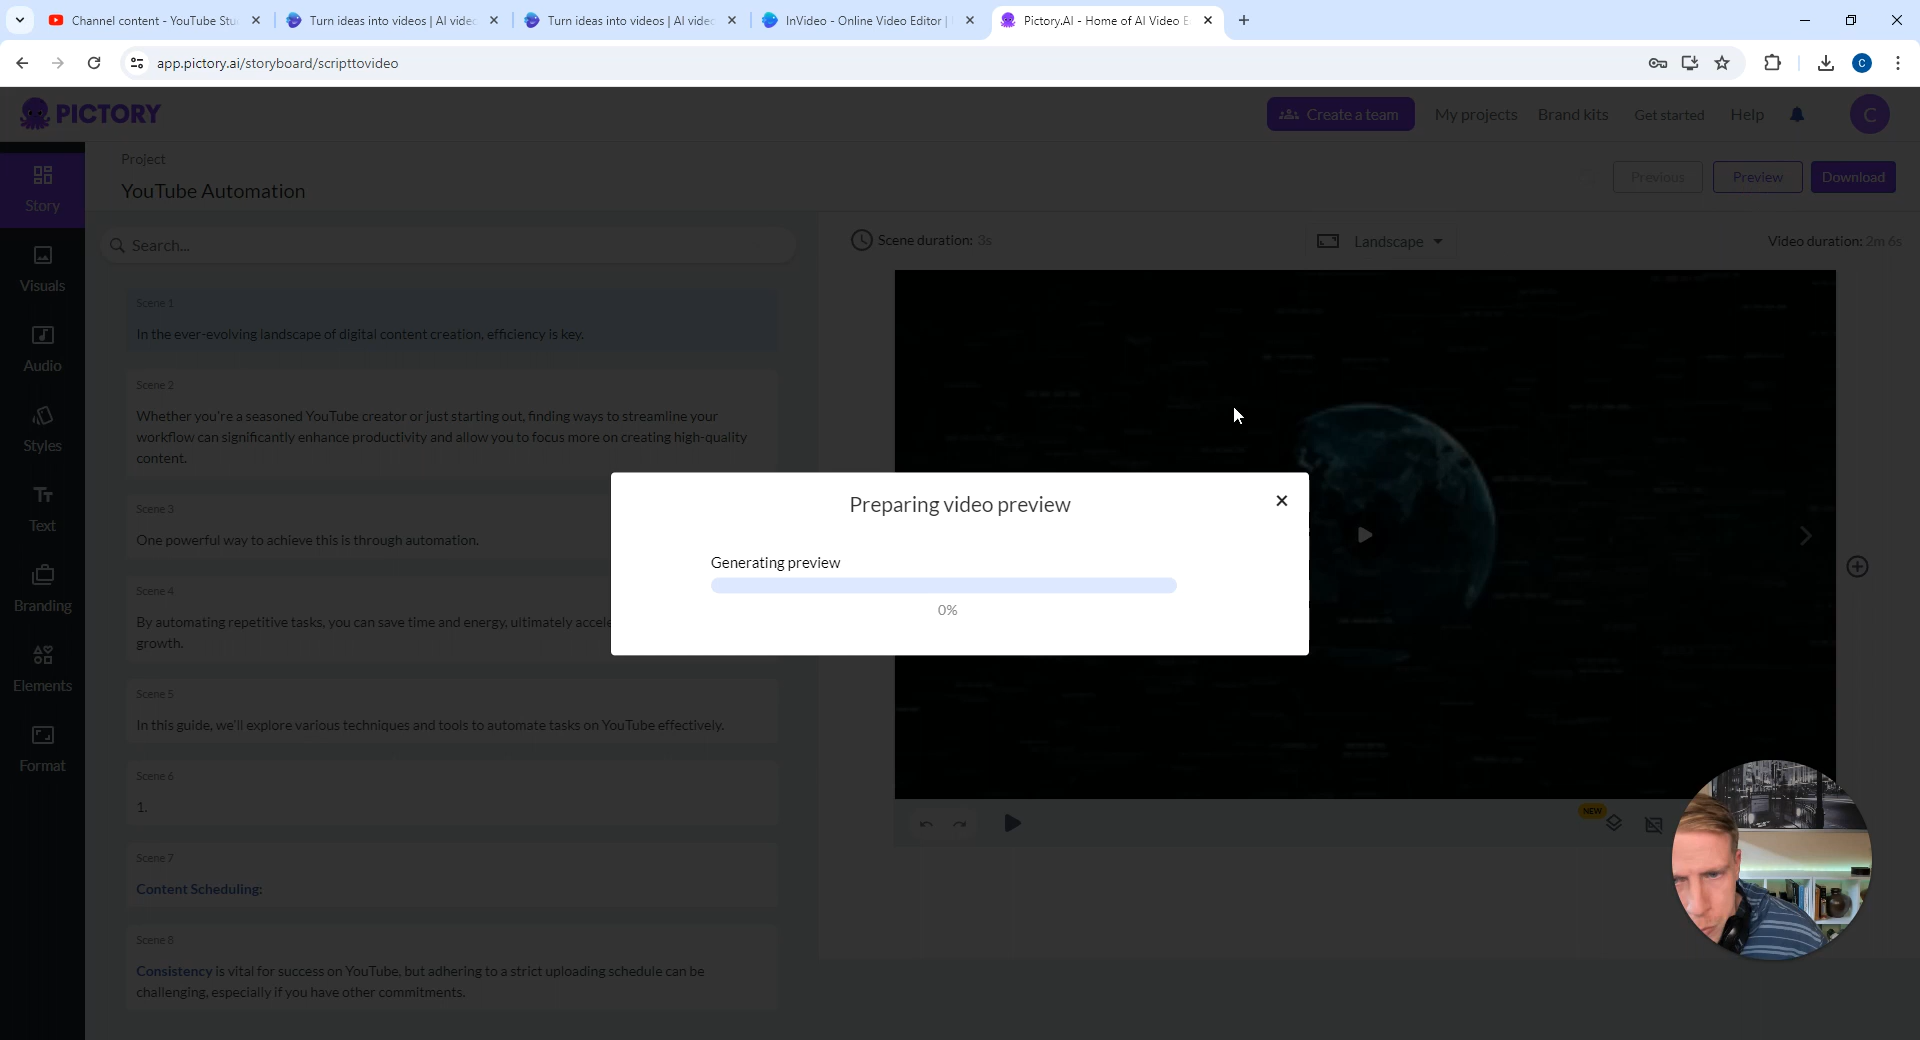 Channel content - YouTube Stu
Turn ideas into videos | AI vide
Turn ideas into videos | AI vide
InVideo - Online Video Editor |
Pictory.AI - Home of AI Video E
app.pictory.ai/storyboard/scripttovideo
C
PICTORY
Create a team
My projects
Brand kits
Get started
Help
C
Project
YouTube Automation
Previous
Preview
Download
Story
Visuals
Audio
Styles
Text
Branding
Elements
Format
Search...
Scene duration: 3s
Landscape
Video duration: 2m 6s
Scene 1
In the ever-evolving landscape of digital content creation, efficiency is key.
Scene 2
Whether you're a seasoned YouTube creator or just starting out, finding ways to streamline your
workflow can significantly enhance productivity and allow you to focus more on creating high-quality
content.
Scene 3
One powerful way to achieve this is through automation.
Scene 4
By automating repetitive tasks, you can save time and energy, ultimately accele
growth.
Scene 5
In this guide, we'll explore various techniques and tools to automate tasks on YouTube effectively.
Scene 6
1.
Scene 7
Content Scheduling:
Scene 8
Consistency is vital for success on YouTube, but adhering to a strict uploading schedule can be
challenging, especially if you have other commitments.
Preparing video preview
Generating preview
0%
NEW